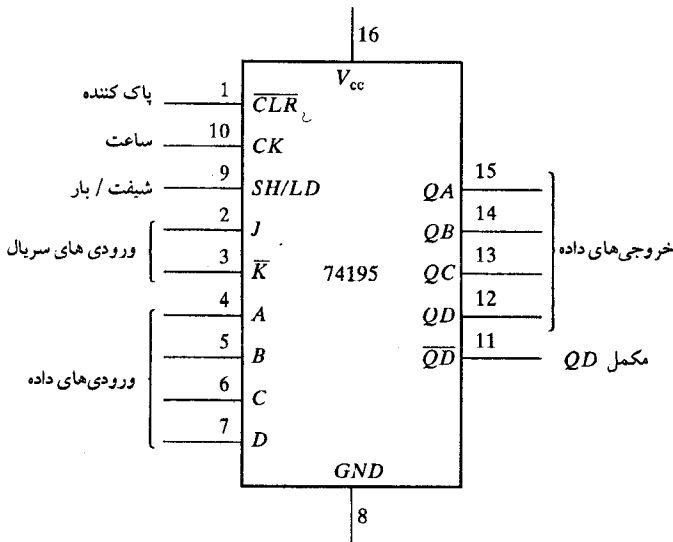 16
V_cc
پاک کننده 1 CLR̅
ساعت 10 CK
شیفت / بار 9 SH/LD
2 J
ورودی های سریال
3 K̅
4 A
5 B
ورودی‌های داده
6 C
7 D
74195
QA 15
QB 14
خروجی‌های داده
QC 13
QD 12
Q̅D̅ 11 مکمل QD
GND
8